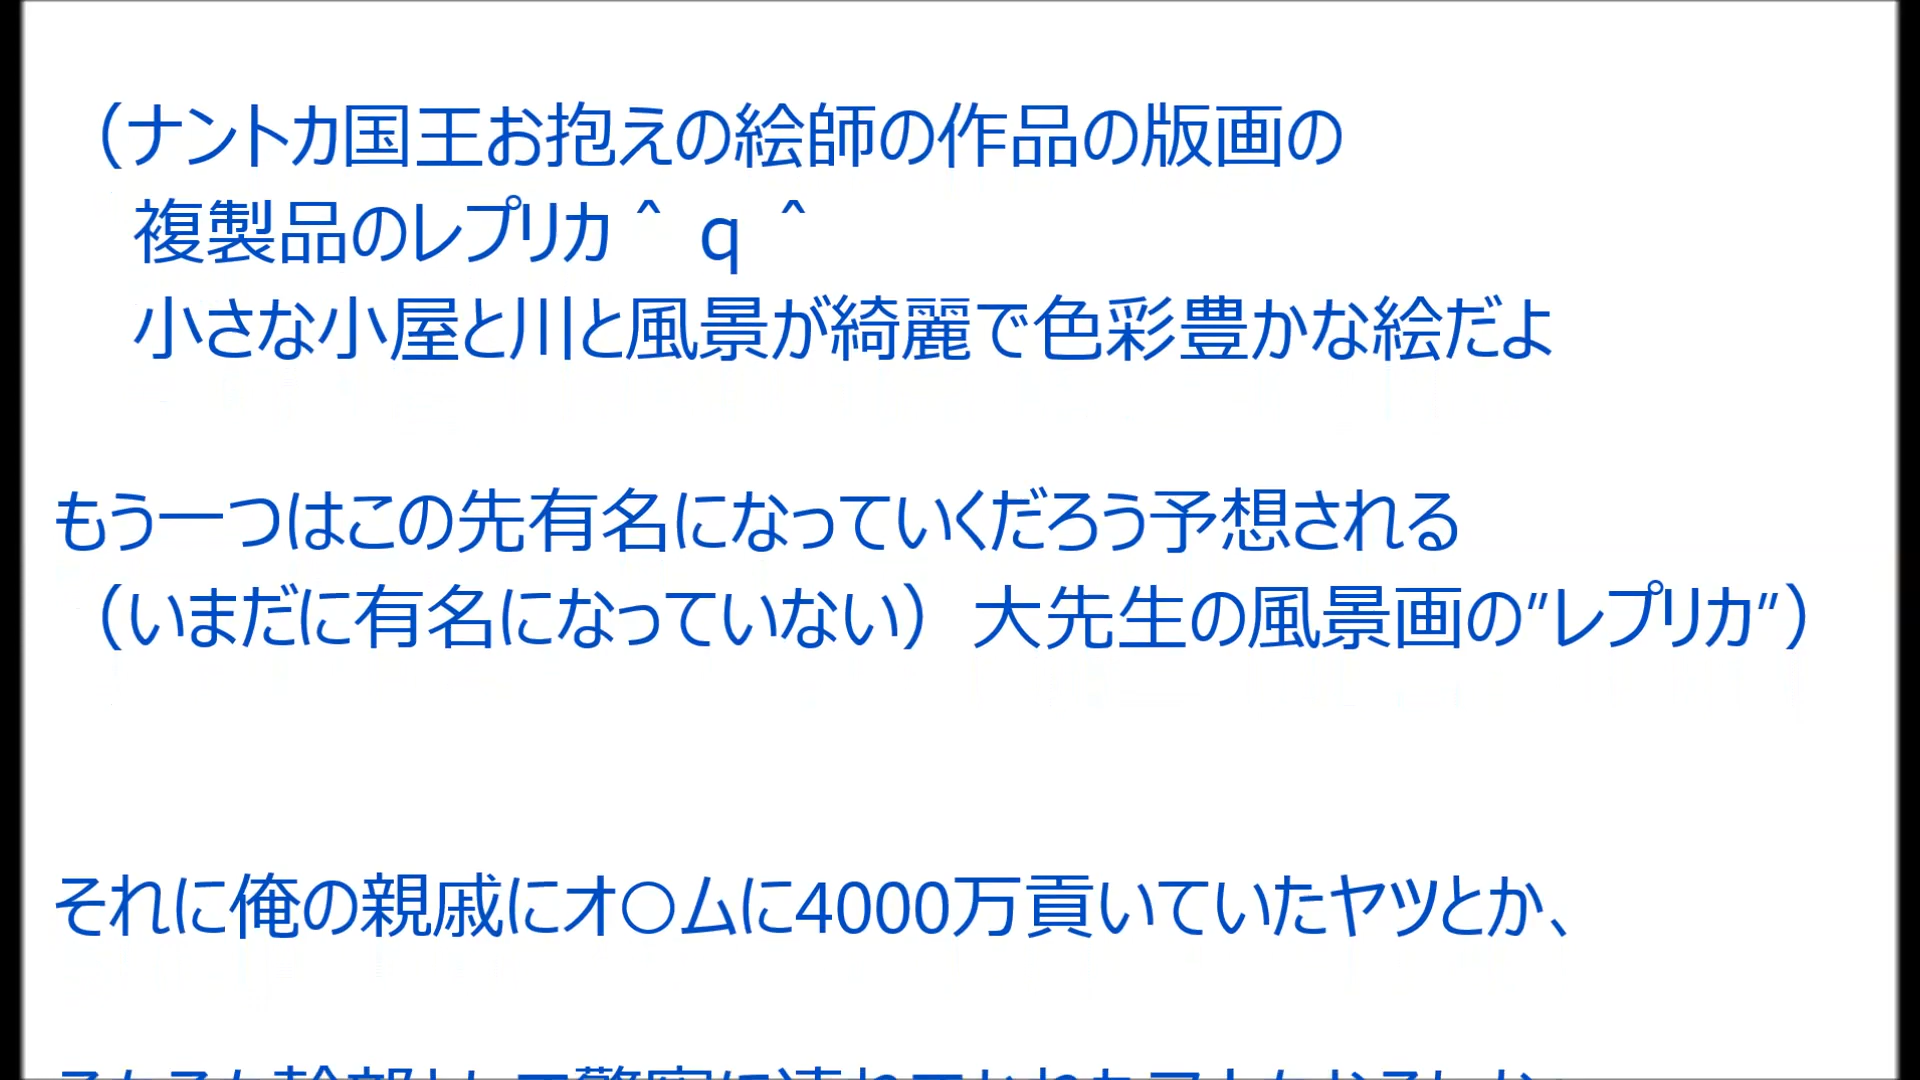 （ナントカ国王お抱えの絵師の作品の版画の
複製品のレプリカ＾ｑ＾
小さな小屋と川と風景が綺麗で色彩豊かな絵だよ
もう一つはこの先有名になっていくだろう予想される
（いまだに有名になっていない）大先生の風景画の”レプリカ”）
それに俺の親戚にオ〇ムに4000万貢いていたヤツとか、